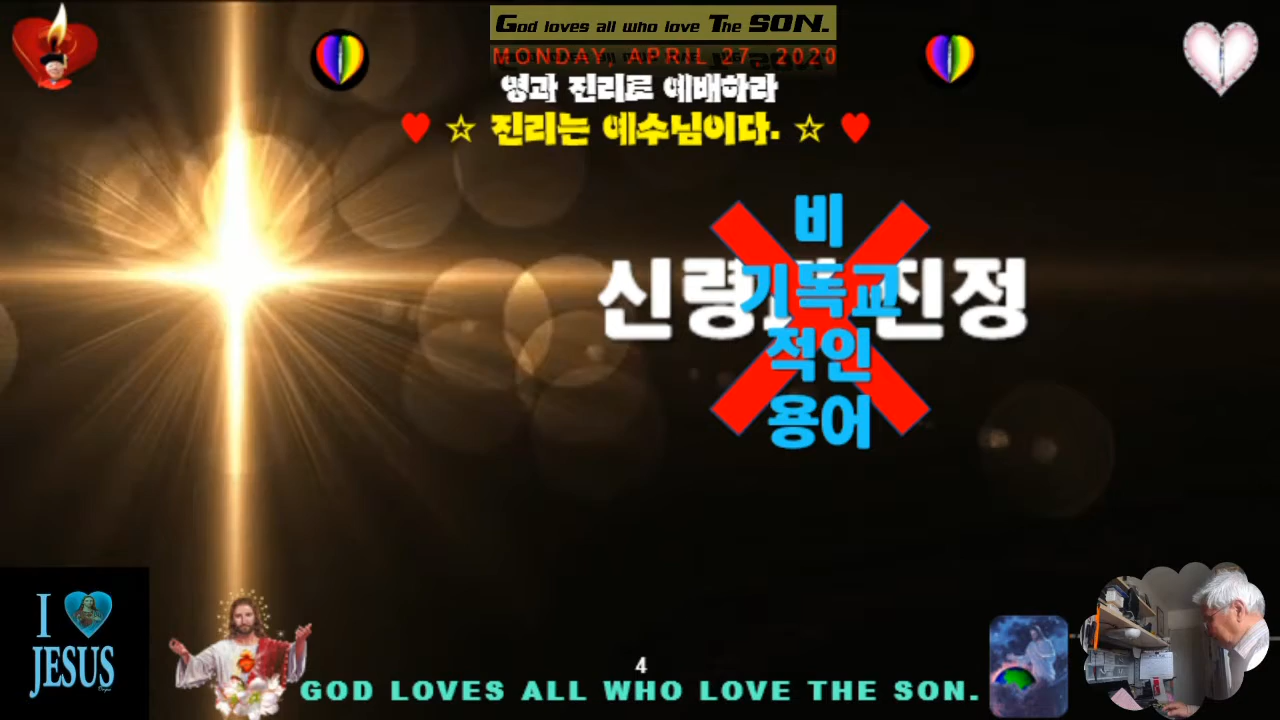 God loves all who love The SON.
MONDAY, APRIL 27, 2020
영과 진리로 예배하라
♥ ☆ 진리는 예수님이다. ☆ ♥
비
신령과 진정
기독교
적인
용어
I
JESUS
4
GOD LOVES ALL WHO LOVE THE SON.